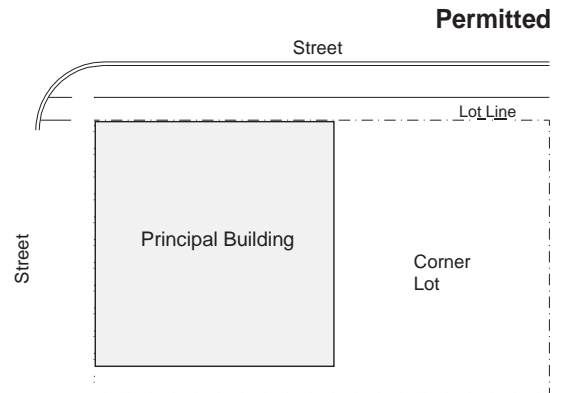 Permitted
Street
Lot Line
Principal Building
Street
Corner
Lot